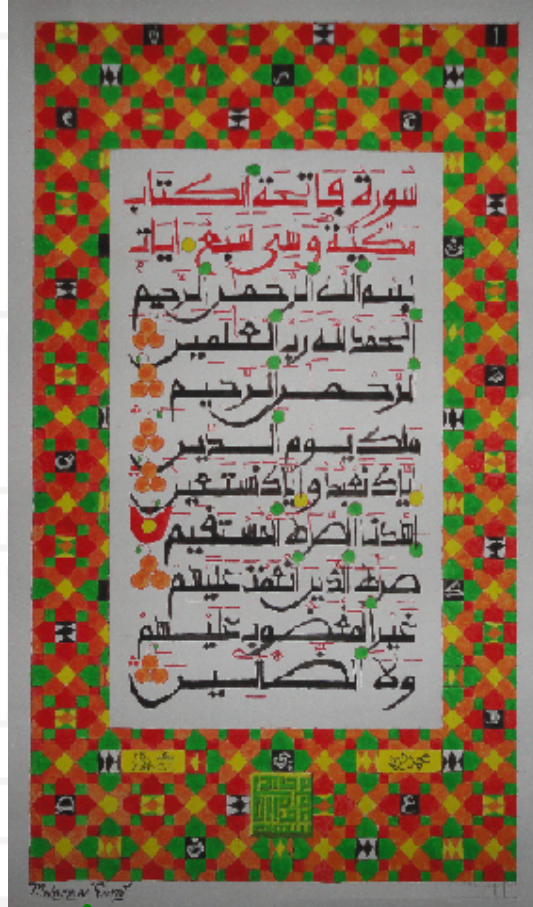 سورة فاتحة الكتاب
مكية وهي سبع ايات
بسم الله الرحمن الرحيم
الحمد لله رب العلمين
الرحمن الرحيم
ملك يوم الدين
اياك نعبد و اياك نستعين
اهدنا الصرط المستقيم
صرط الذين انعمت عليهم
غير المغضوب عليهم
ولا الضالين